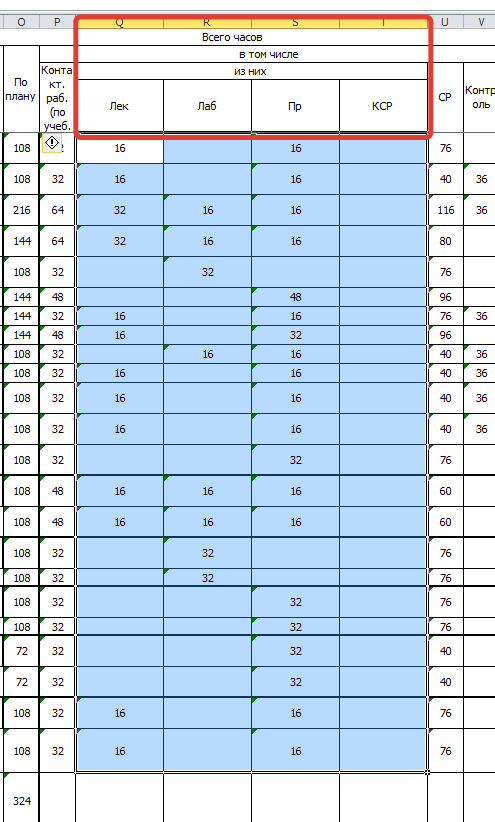 O P Q R S T U V
Всего часов
в том числе
из них
По плану Конта кт. раб. (по учеб. Лек Лаб Пр КСР СР Контр оль
108 16 16 76
108 32 16 16 40 36
216 64 32 16 16 116 36
144 64 32 16 16 80
108 32 32 76
144 48 48 96
144 32 16 16 76 36
144 48 16 32 96
108 32 16 16 40 36
108 32 16 16 40 36
108 32 16 16 40 36
108 32 16 16 40 36
108 32 32 76
108 48 16 16 16 60
108 48 16 16 16 60
108 32 32 76
108 32 32 76
108 32 32 76
108 32 32 76
72 32 32 40
72 32 32 40
108 32 16 16 76
108 32 16 16 76
324